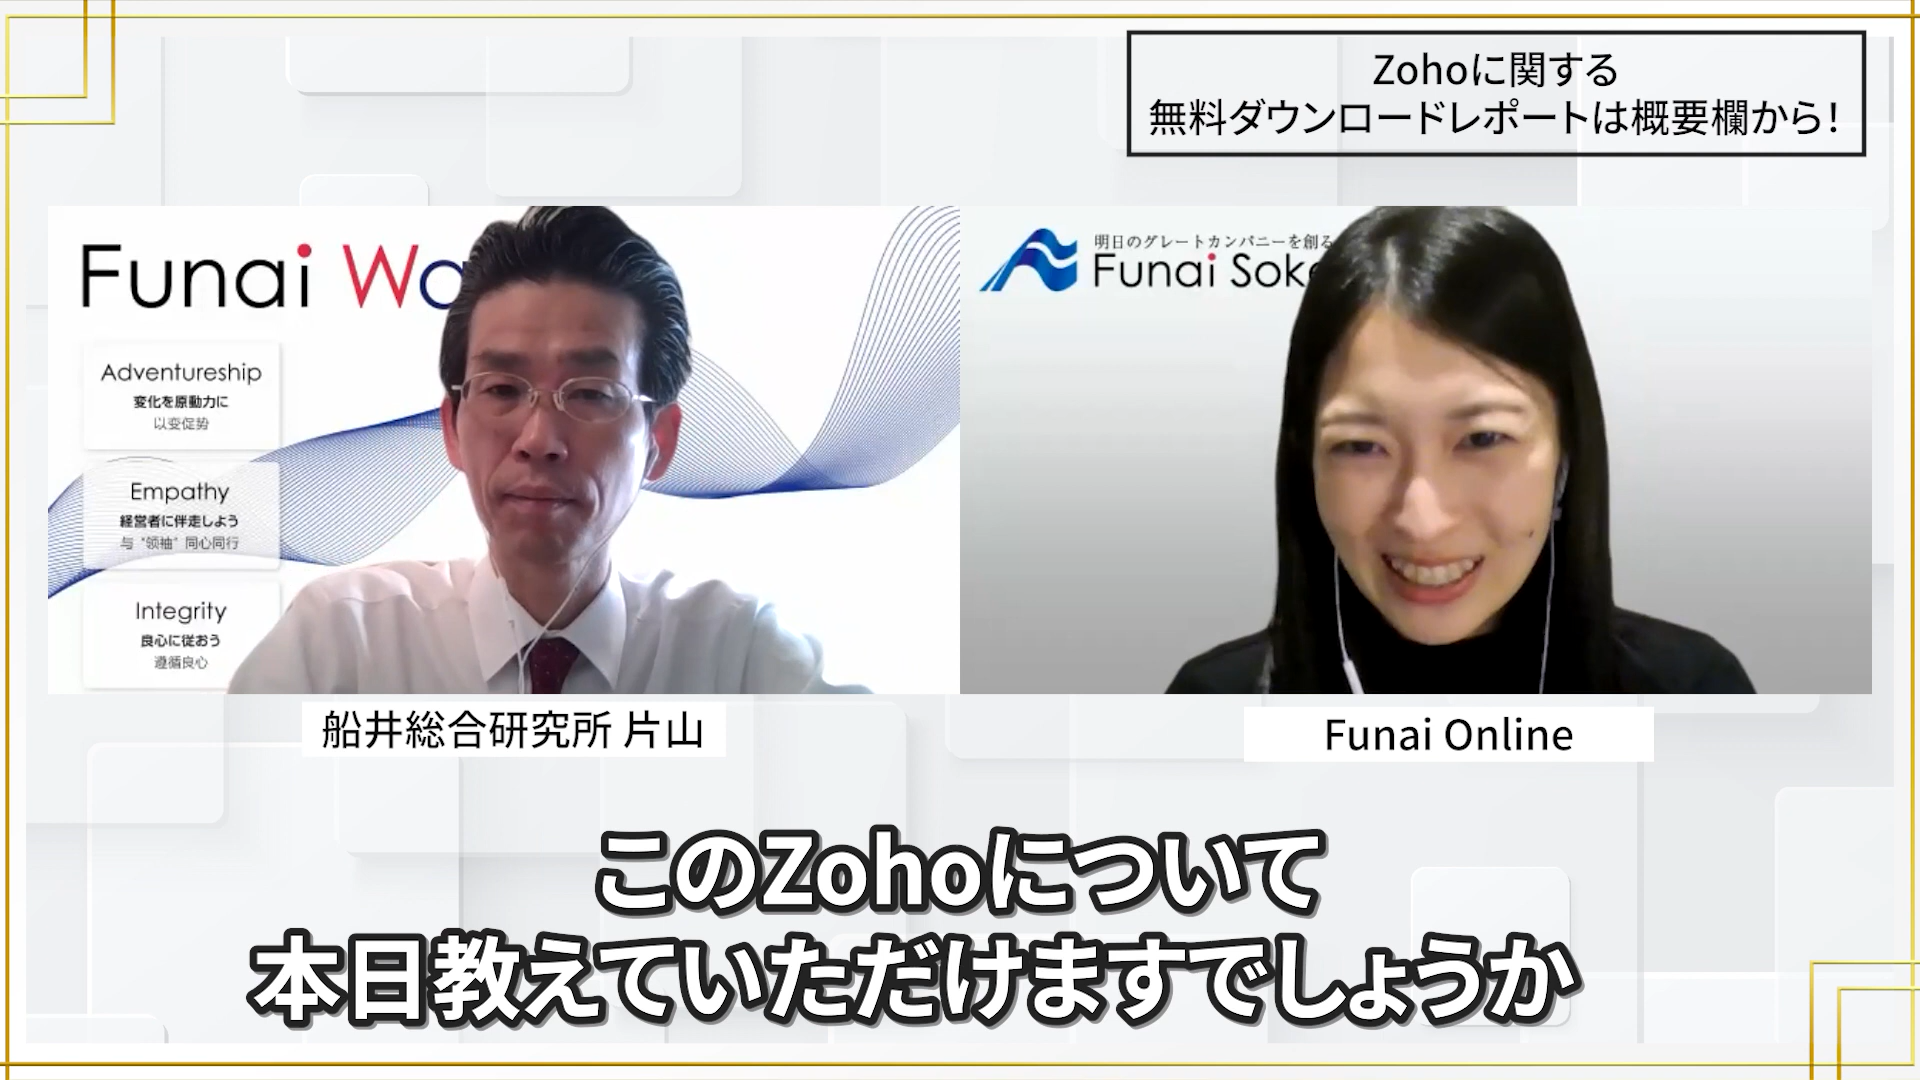 Zohoに関する
無料ダウンロードレポートは概要欄から!
Funai Wa
Adventureship
変化を原動力に
以变促势
Empathy
経営者に伴走しよう
与“领袖”同心同行
Integrity
良心に従おう
遵循良心
明日のグレートカンパニーを創る
Funai Soke
船井総合研究所 片山
Funai Online
このZohoについて
本日教えていただけますでしょうか